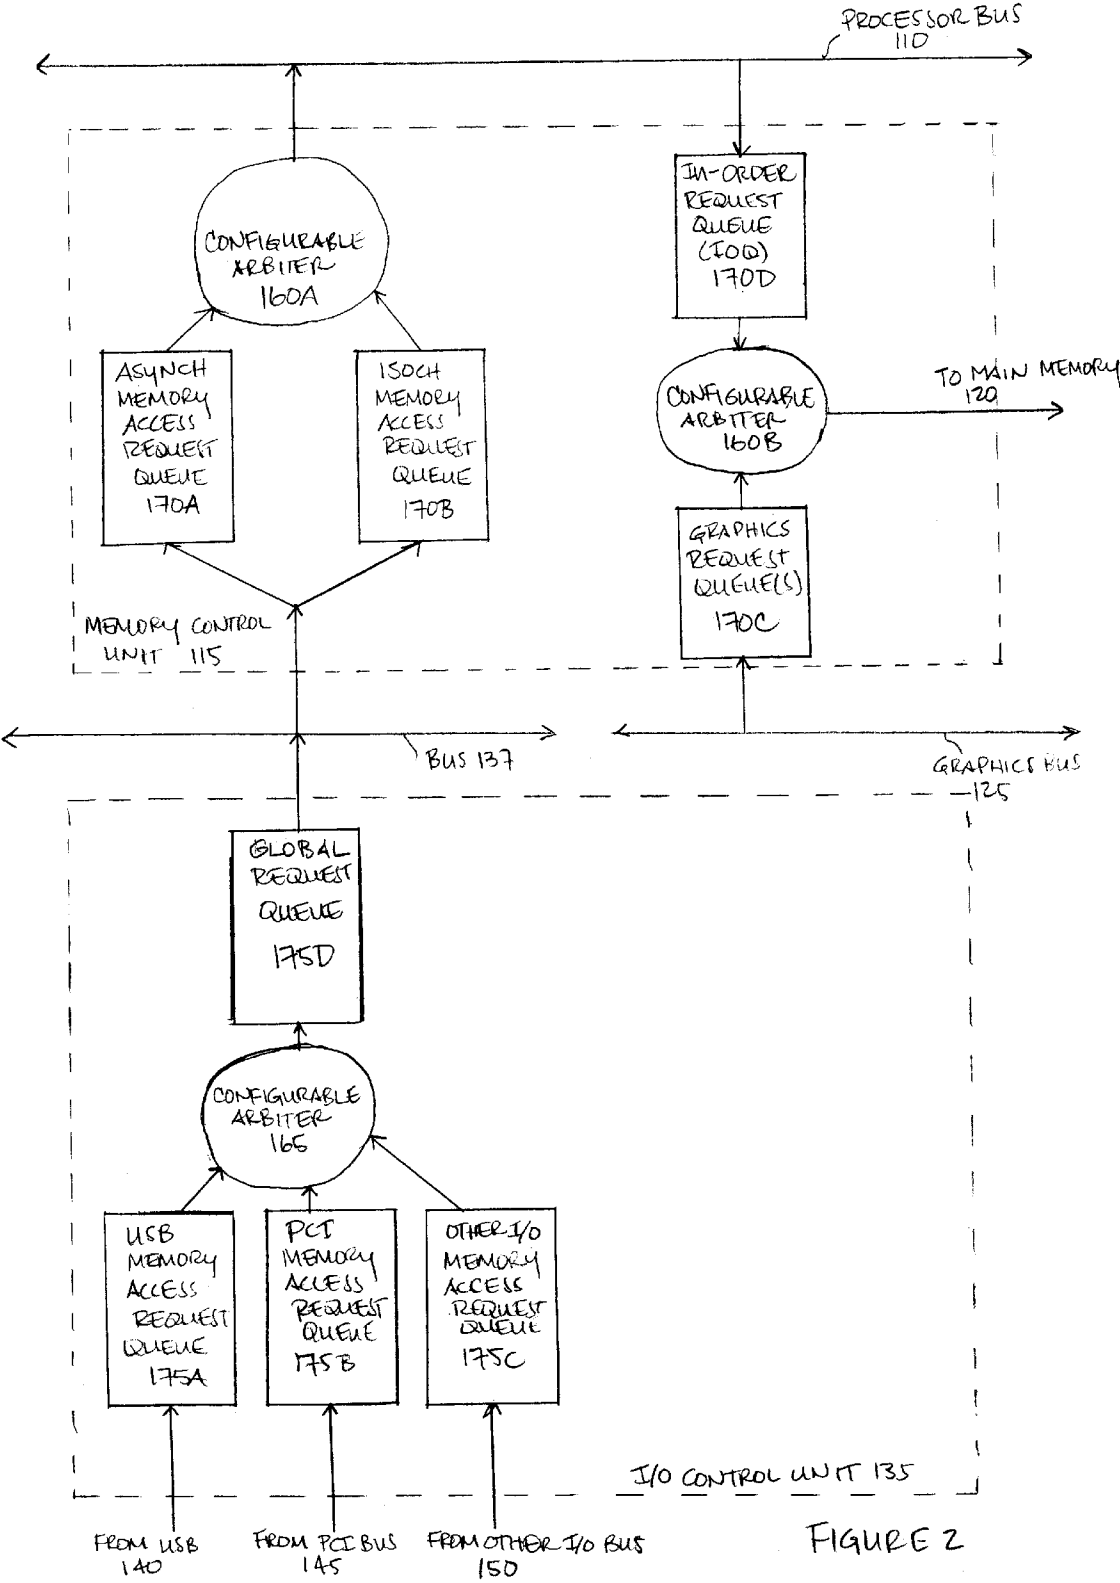 PROCESSOR BUS
110
IN-ORDER
REQUEST
QUEUE
(IOQ)
170D
CONFIGURABLE
ARBITER
160A
ASYNCH
MEMORY
ACCESS
REQUEST
QUEUE
170A
ISOCH
MEMORY
ACCESS
REQUEST
QUEUE
170B
CONFIGURABLE
ARBITER
160B
TO MAIN MEMORY
120
GRAPHICS
REQUEST
QUEUE(S)
170C
MEMORY CONTROL
UNIT 115
BUS 137
GRAPHICS BUS
125
GLOBAL
REQUEST
QUEUE
175D
CONFIGURABLE
ARBITER
165
USB
MEMORY
ACCESS
REQUEST
QUEUE
175A
PCI
MEMORY
ACCESS
REQUEST
QUEUE
175B
OTHER I/O
MEMORY
ACCESS
REQUEST
QUEUE
175C
I/O CONTROL UNIT 135
FROM USB
140
FROM PCI BUS
145
FROM OTHER I/O BUS
150
FIGURE 2